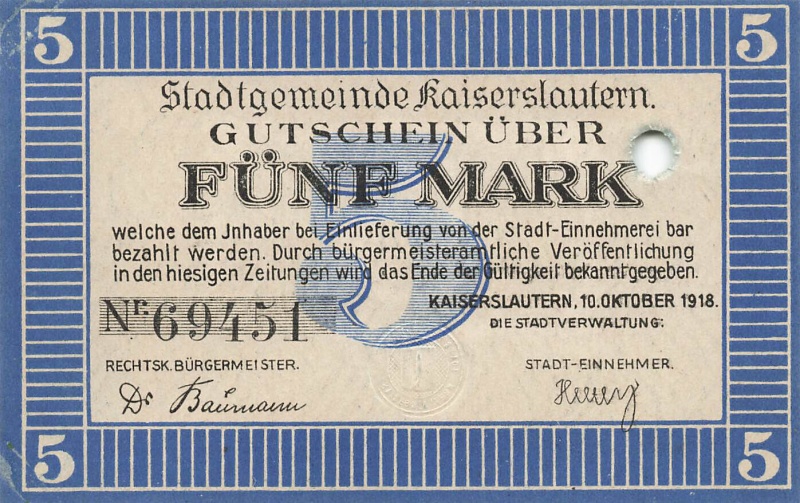 5 5
Stadtgemeinde Kaiserslautern.
GUTSCHEIN ÜBER
FÜNF MARK
5
welche dem Jnhaber bei Einlieferung von der Stadt-Einnehmerei bar
bezahlt werden. Durch bürgermeisteramtliche Veröffentlichung
in den hiesigen Zeitungen wird das Ende der Gültigkeit bekanntgegeben.
KAISERSLAUTERN, 10. OKTOBER 1918.
Nr. 69451
DIE STADTVERWALTUNG:
RECHTSK. BÜRGERMEISTER. STADT-EINNEHMER.
Dr Baumann
5 5